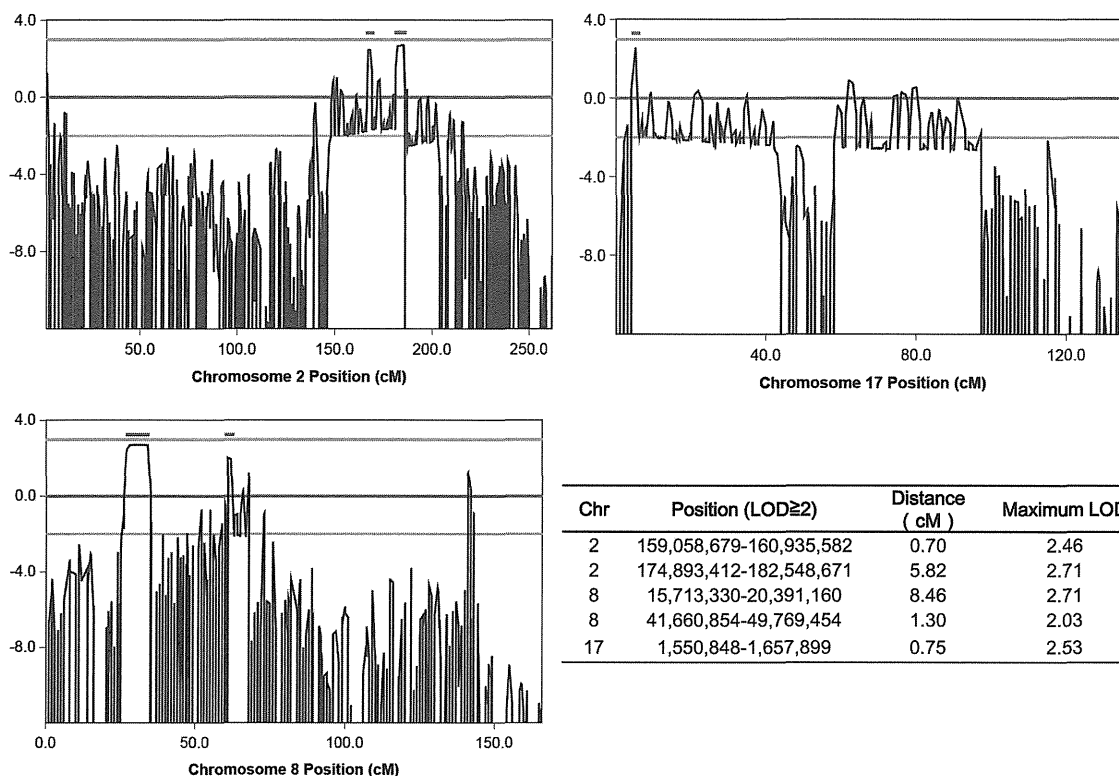 4.0
0.0
-4.0
-8.0
50.0 100.0 150.0 200.0 250.0
Chromosome 2 Position (cM)
4.0
0.0
-4.0
-8.0
40.0 80.0 120.0
Chromosome 17 Position (cM)
4.0
0.0
-4.0
-8.0
0.0 50.0 100.0 150.0
Chromosome 8 Position (cM)
Chr Position (LOD≧2) Distance ( cM ) Maximum LOD
2 159,058,679-160,935,582 0.70 2.46
2 174,893,412-182,548,671 5.82 2.71
8 15,713,330-20,391,160 8.46 2.71
8 41,660,854-49,769,454 1.30 2.03
17 1,550,848-1,657,899 0.75 2.53